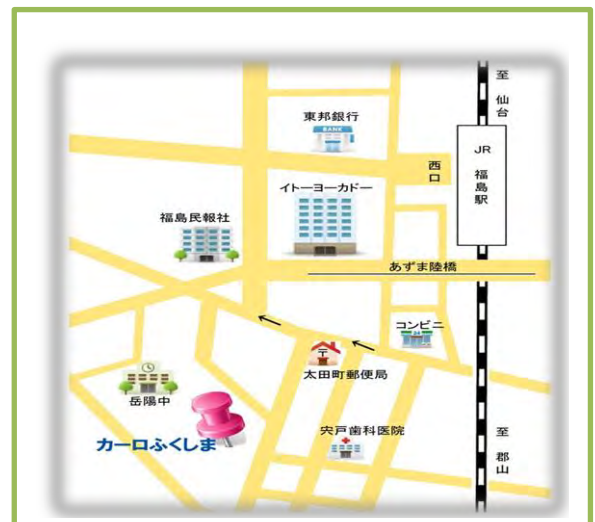 至
仙
台
東邦銀行
BANK
JR
福
島
駅
西
口
イトーヨーカドー
福島民報社
あずま陸橋
コンビニ
〒
太田町郵便局
岳陽中
カーロふくしま
宍戸歯科医院
至
郡
山